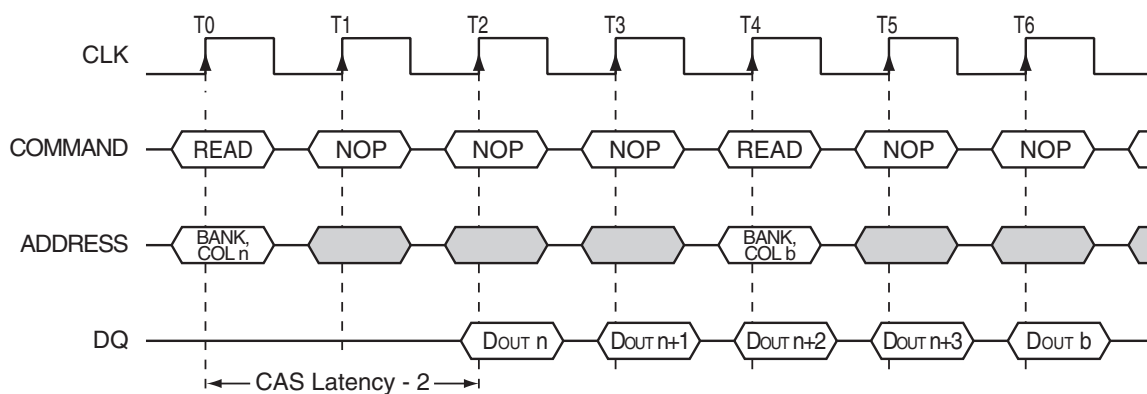 T0 T1 T2 T3 T4 T5 T6
CLK
COMMAND READ NOP NOP NOP READ NOP NOP
ADDRESS BANK, COL n BANK, COL b
DQ DOUT n DOUT n+1 DOUT n+2 DOUT n+3 DOUT b
CAS Latency - 2